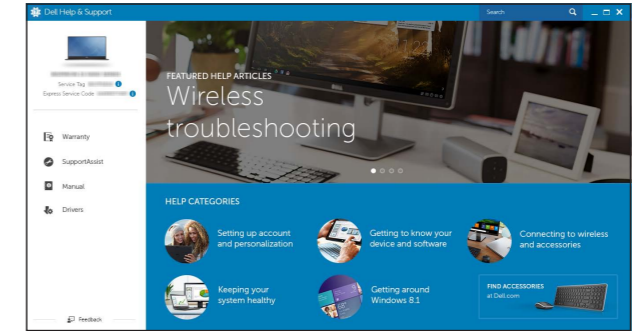 Dell Help & Support
Search
Service Tag
Express Service Code
Warranty
SupportAssist
Manual
Drivers
Feedback
FEATURED HELP ARTICLES
Wireless
troubleshooting
HELP CATEGORIES
Setting up account
and personalization
Getting to know your
device and software
Connecting to wireless
and accessories
Keeping your
system healthy
Getting around
Windows 8.1
FIND ACCESSORIES
at Dell.com